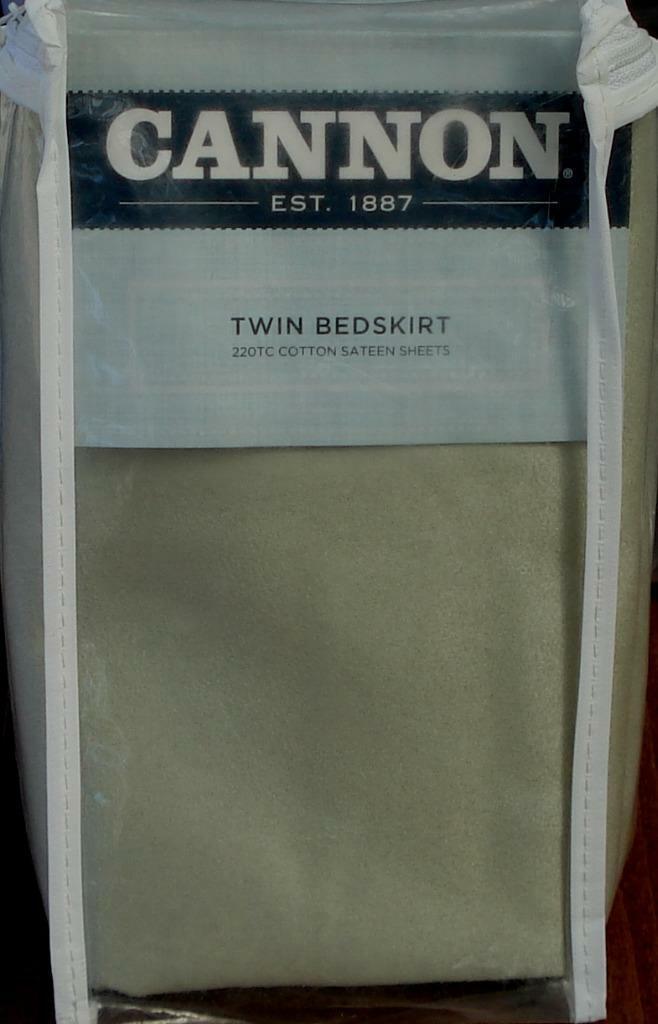 CANNON®
EST. 1887
TWIN BEDSKIRT
220TC COTTON SATEEN SHEETS